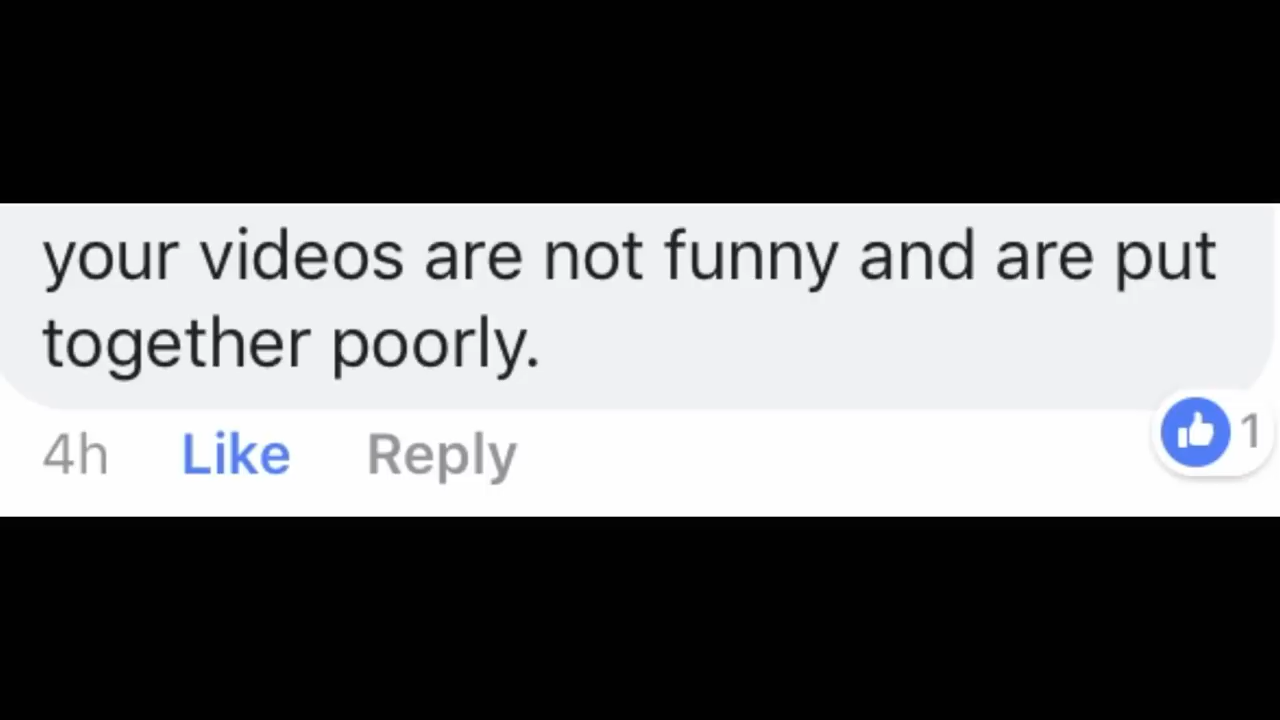 your videos are not funny and are put
together poorly.
4h Like Reply 1